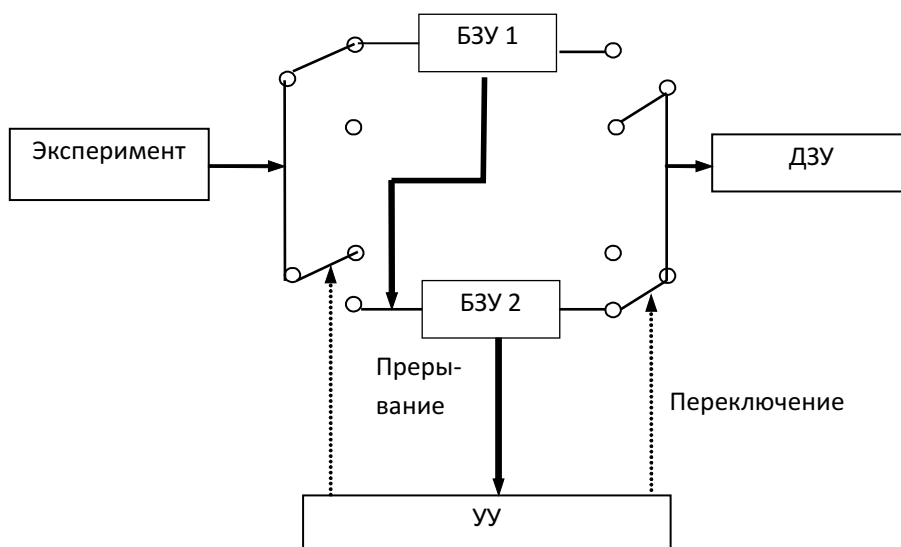 БЗУ 1
Эксперимент
ДЗУ
БЗУ 2
Преры-
вание
Переключение
УУ